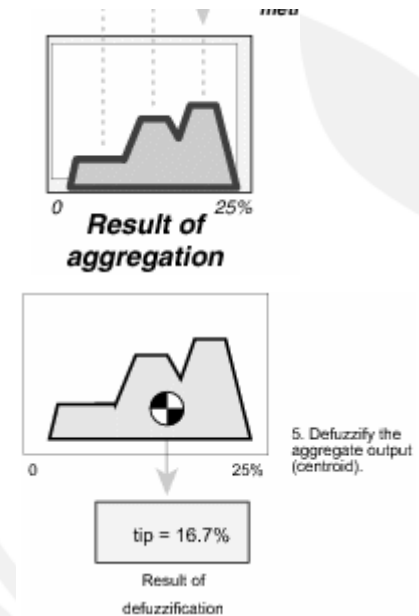 0 25%
Result of
aggregation
5. Defuzzify the
aggregate output
(centroid).
0 25%
tip = 16.7%
Result of
defuzzification